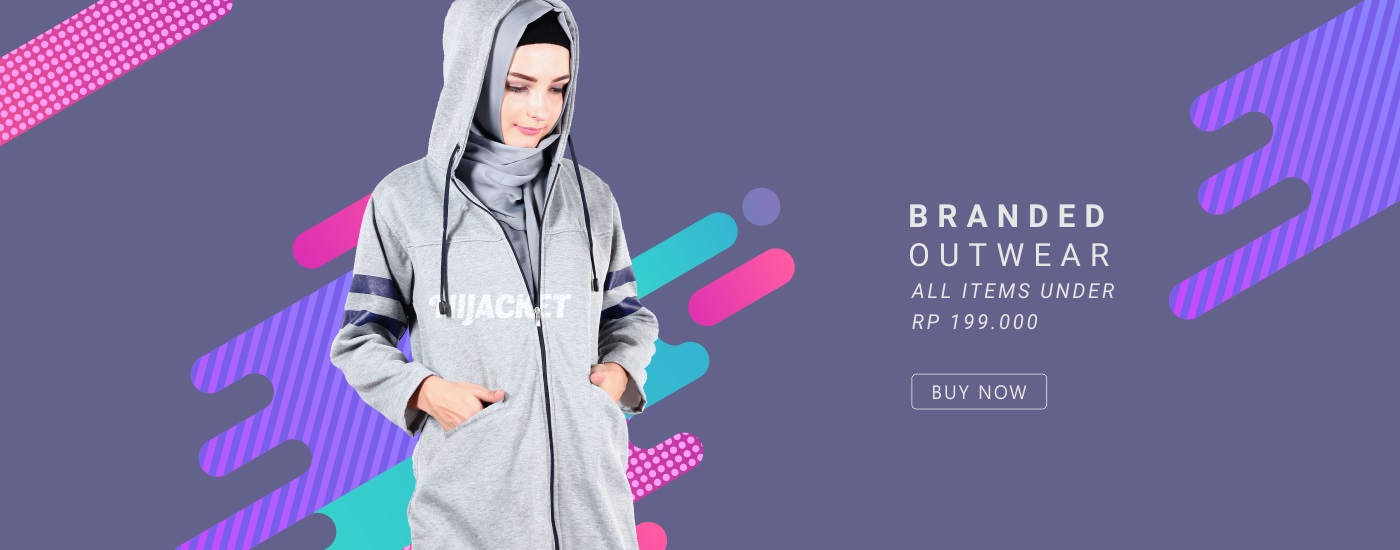 HIJACKET
BRANDED
OUTWEAR
ALL ITEMS UNDER
RP 199.000
BUY NOW